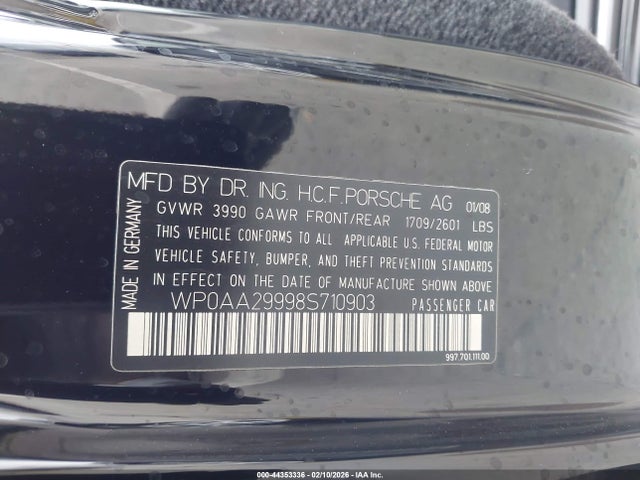 MFD BY DR. ING. H.C.F.PORSCHE AG 01/08
GVWR 3990 GAWR FRONT/REAR 1709/2601 LBS
THIS VEHICLE CONFORMS TO ALL APPLICABLE U.S. FEDERAL MOTOR
VEHICLE SAFETY, BUMPER, AND THEFT PREVENTION STANDARDS
IN EFFECT ON THE DATE OF MANUFACTURE SHOWN ABOVE
WP0AA29998S710903 PASSENGER CAR
997.701.111.00
MADE IN GERMANY
000-44353336 - 02/10/2026 - IAA, Inc.